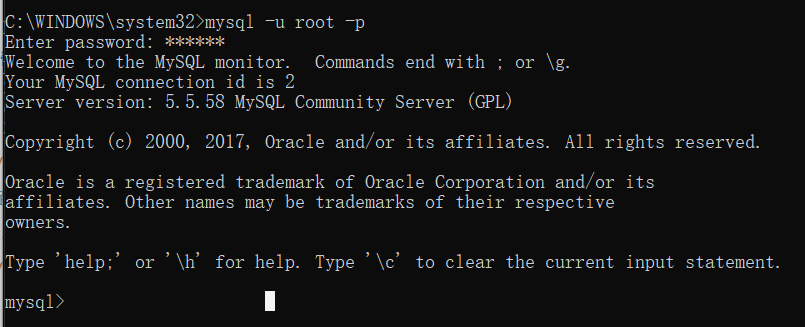 C:\WINDOWS\system32>mysql -u root -p
Enter password: ******
Welcome to the MySQL monitor.  Commands end with ; or \g.
Your MySQL connection id is 2
Server version: 5.5.58 MySQL Community Server (GPL)
Copyright (c) 2000, 2017, Oracle and/or its affiliates. All rights reserved.
Oracle is a registered trademark of Oracle Corporation and/or its
affiliates. Other names may be trademarks of their respective
owners.
Type 'help;' or '\h' for help. Type '\c' to clear the current input statement.
mysql>